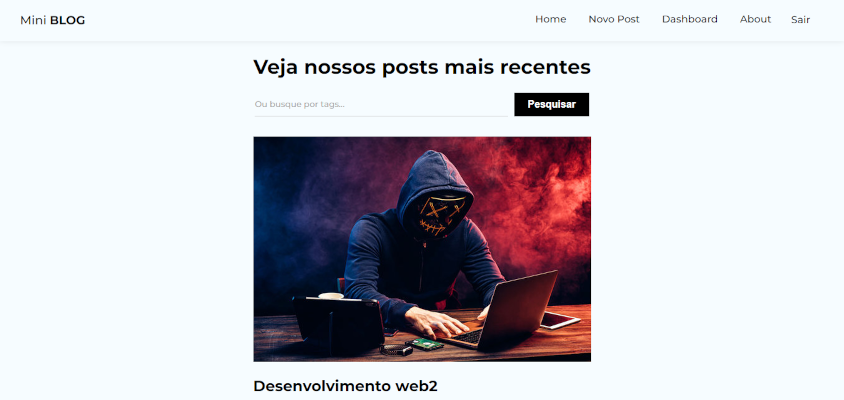 Mini BLOG
Home Novo Post Dashboard About Sair
Veja nossos posts mais recentes
Ou busque por tags...
Pesquisar
Desenvolvimento web2